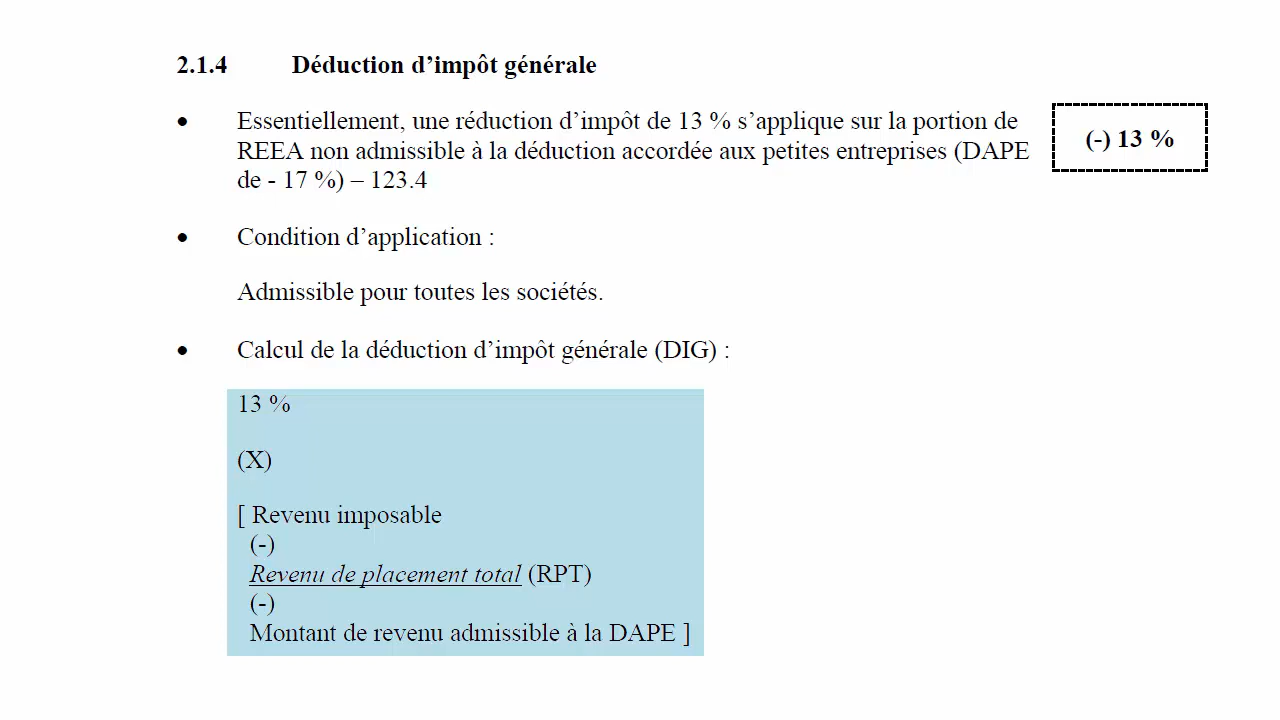 2.1.4 Déduction d’impôt générale
• Essentiellement, une réduction d’impôt de 13 % s’applique sur la portion de
REEA non admissible à la déduction accordée aux petites entreprises (DAPE
de - 17 %) – 123.4
(-) 13 %
• Condition d’application :
Admissible pour toutes les sociétés.
• Calcul de la déduction d’impôt générale (DIG) :
13 %
(X)
[ Revenu imposable
(-)
Revenu de placement total (RPT)
(-)
Montant de revenu admissible à la DAPE ]